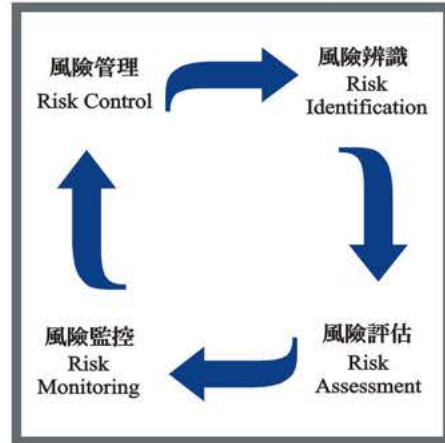 風險管理
Risk Control
風險辨識
Risk
Identification
風險監控
Risk
Monitoring
風險評估
Risk
Assessment